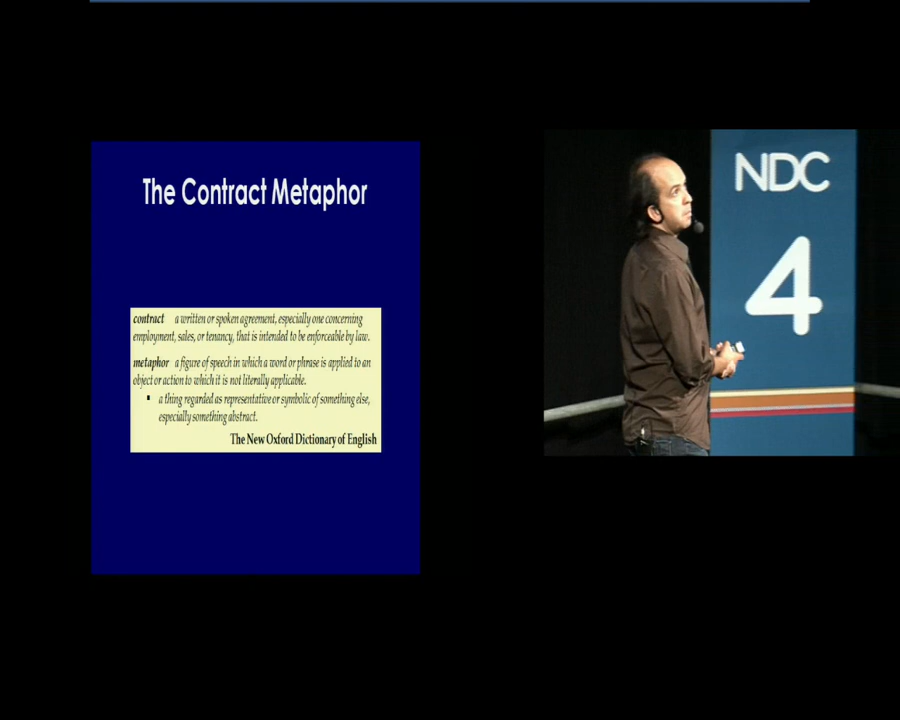 The Contract Metaphor
contract a written or spoken agreement, especially one concerning
employment, sales, or tenancy, that is intended to be enforceable by law.
metaphor a figure of speech in which a word or phrase is applied to an
object or action to which it is not literally applicable.
▪ a thing regarded as representative or symbolic of something else,
especially something abstract.
The New Oxford Dictionary of English
NDC
4